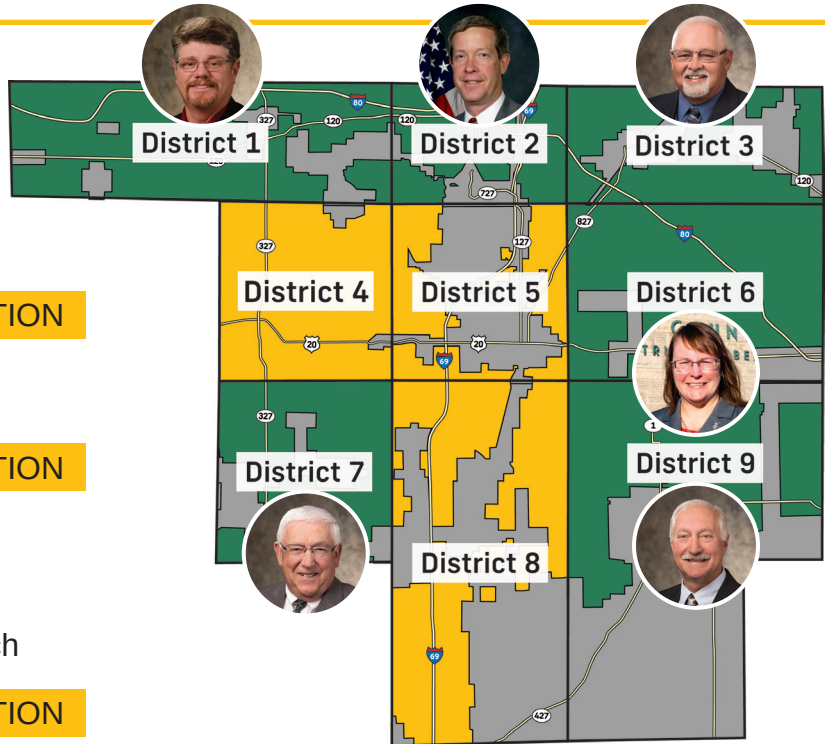 80
69
327
120
120
District 1
District 2
District 3
120
727
827
127
80
327
District 4
District 5
District 6
TION
20
20
69
327
1
TION
District 7
District 9
District 8
ch
69
TION
427